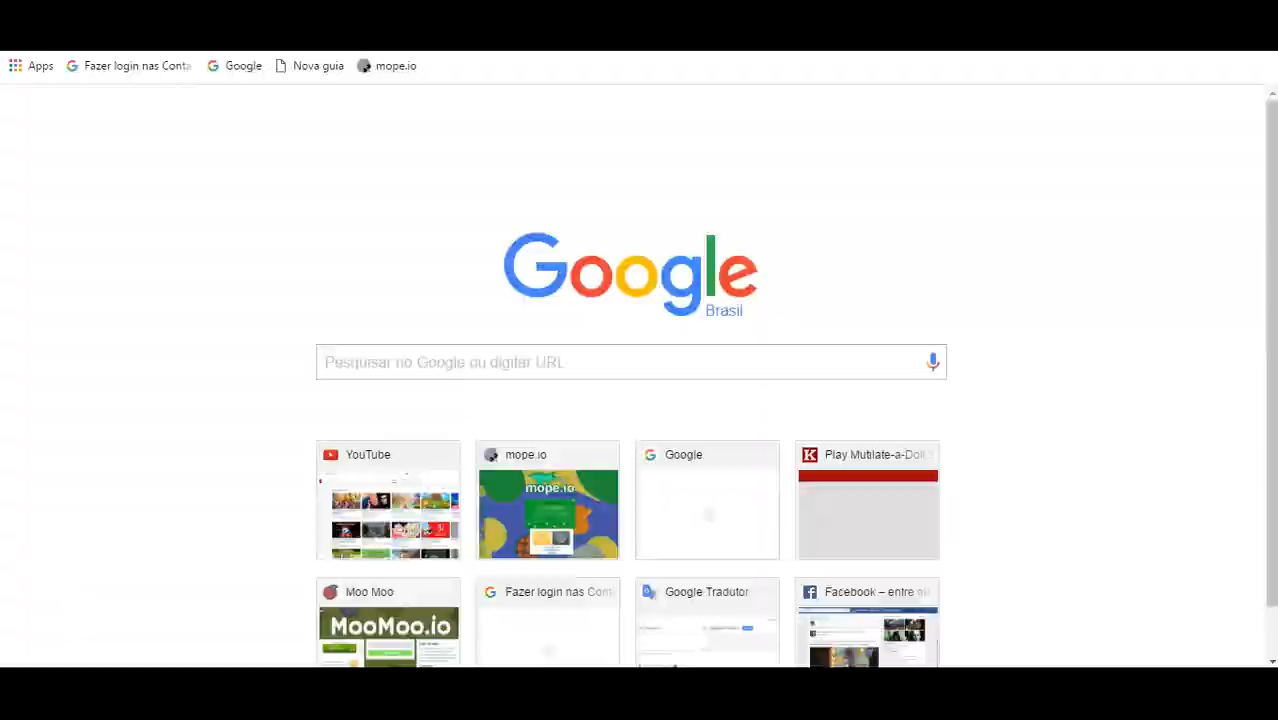 Apps Fazer login nas Conta Google Nova guia mope.io
Google
Brasil
Pesquisar no Google ou digitar URL
YouTube mope.io Google Play Mutilate-a-Doll
mope.io
Moo Moo Fazer login nas Cont Google Tradutor Facebook – entre o
MooMoo.io